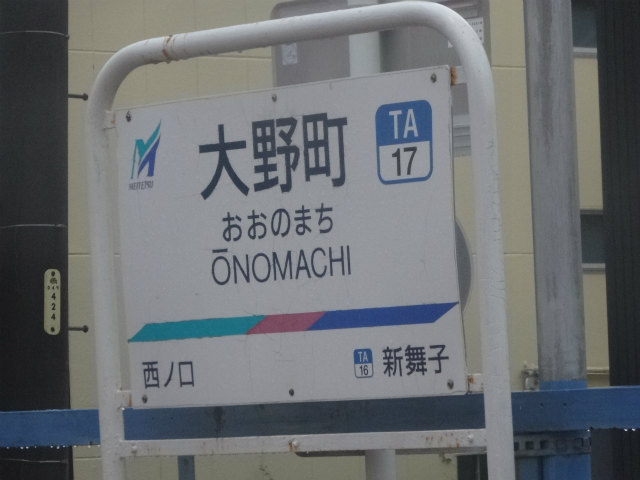 MEITETSU
大野町
TA
17
おおのまち
ŌNOMACHI
西ノ口
TA
16
新舞子
424